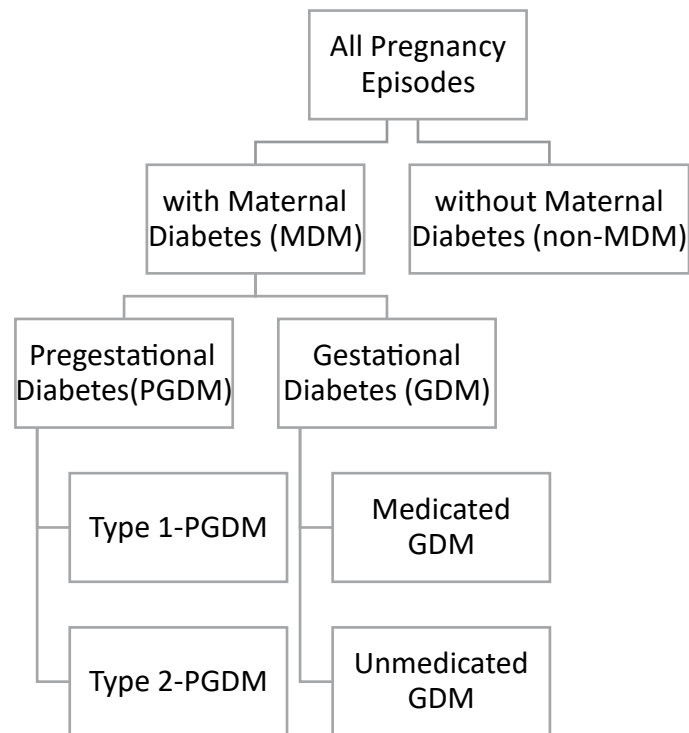 All Pregnancy
Episodes
with Maternal
Diabetes (MDM)
without Maternal
Diabetes (non-MDM)
Pregestational
Diabetes(PGDM)
Gestational
Diabetes (GDM)
Type 1-PGDM
Medicated
GDM
Type 2-PGDM
Unmedicated
GDM